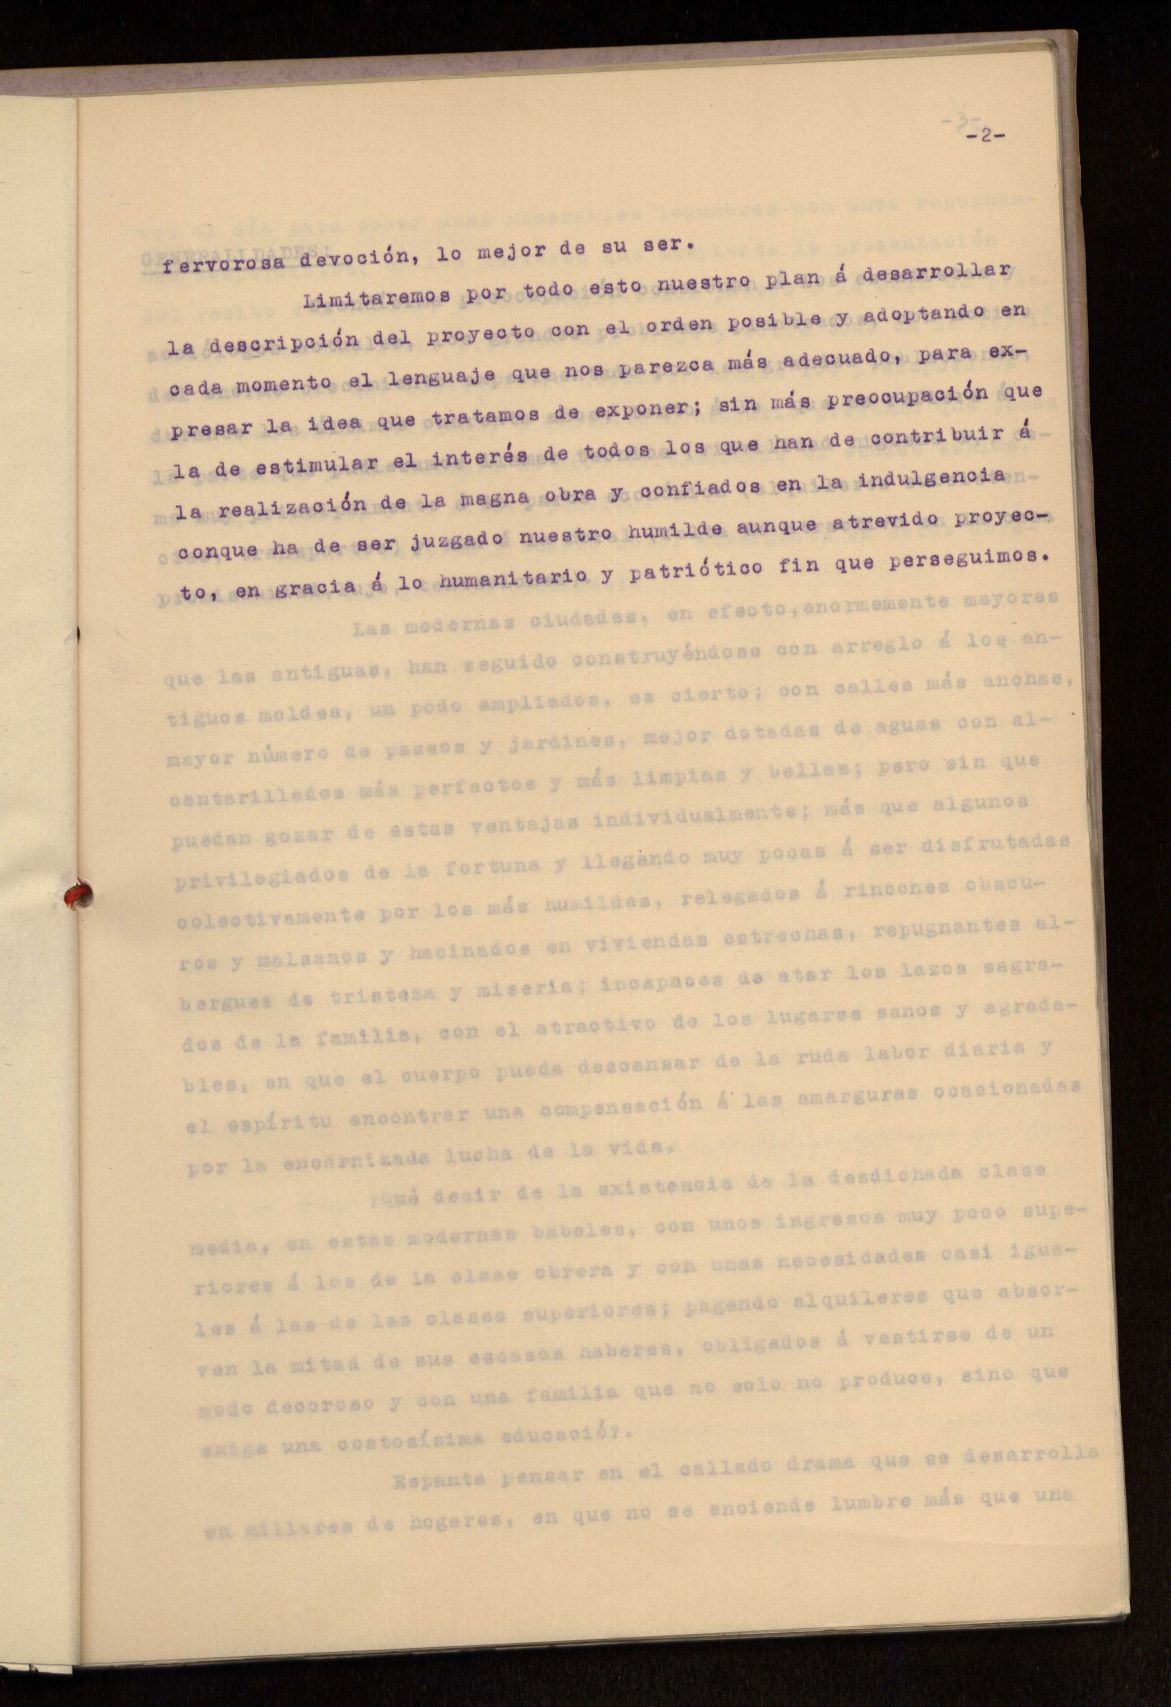 -3-
-2-
GENERALIDADES:
fervorosa devoción, lo mejor de su ser.
Limitaremos por todo esto nuestro plan á desarrollar
la descripción del proyecto con el orden posible y adoptando en
cada momento el lenguaje que nos parezca más adecuado, para ex-
presar la idea que tratamos de exponer; sin más preocupación que
la de estimular el interés de todos los que han de contribuir á
la realización de la magna obra y confiados en la indulgencia
conque ha de ser juzgado nuestro humilde aunque atrevido proyec-
to, en gracia á lo humanitario y patriótico fin que perseguimos.
Las modernas ciudades, en efecto,enormemente mayores
que las antiguas, han seguido construyéndose con arreglo á los an-
tiguos moldes, un poco ampliados, es cierto; con calles más anchas,
mayor número de paseos y jardines, mejor dotadas de aguas con al-
cantarillados más perfectos y más limpias y bellas; pero sin que
puedan gozar de estas ventajas individualmente; más que algunos
privilegiados de la fortuna y llegando muy pocas á ser disfrutadas
colectivamente por los más humildes, relegados á rincones obscu-
ros y malsanos y hacinados en viviendas estrechas, repugnantes al-
bergues de tristeza y miseria; incapaces de atar los lazos sagra-
dos de la familia, con el atractivo de los lugares sanos y agrada-
bles, en que el cuerpo pueda descansar de la ruda labor diaria y
el espíritu encontrar una compensación á las amarguras ocasionadas
por la encarnizada lucha de la vida.
¿Qué decir de la existencia de la desdichada clase
media, en estas modernas babeles, con unos ingresos muy poco supe-
riores á los de la clase obrera y con unas necesidades casi igua-
les á las de las clases superiores; pagando alquileres que absor-
ven la mitad de sus escasos haberes, obligados á vestirse de un
modo decoroso y con una familia que no solo no produce, sino que
exige una costosísima educació?.
Espanta pensar en el callado drama que se desarrolla
en millares de hogares, en que no se enciende lumbre más que una